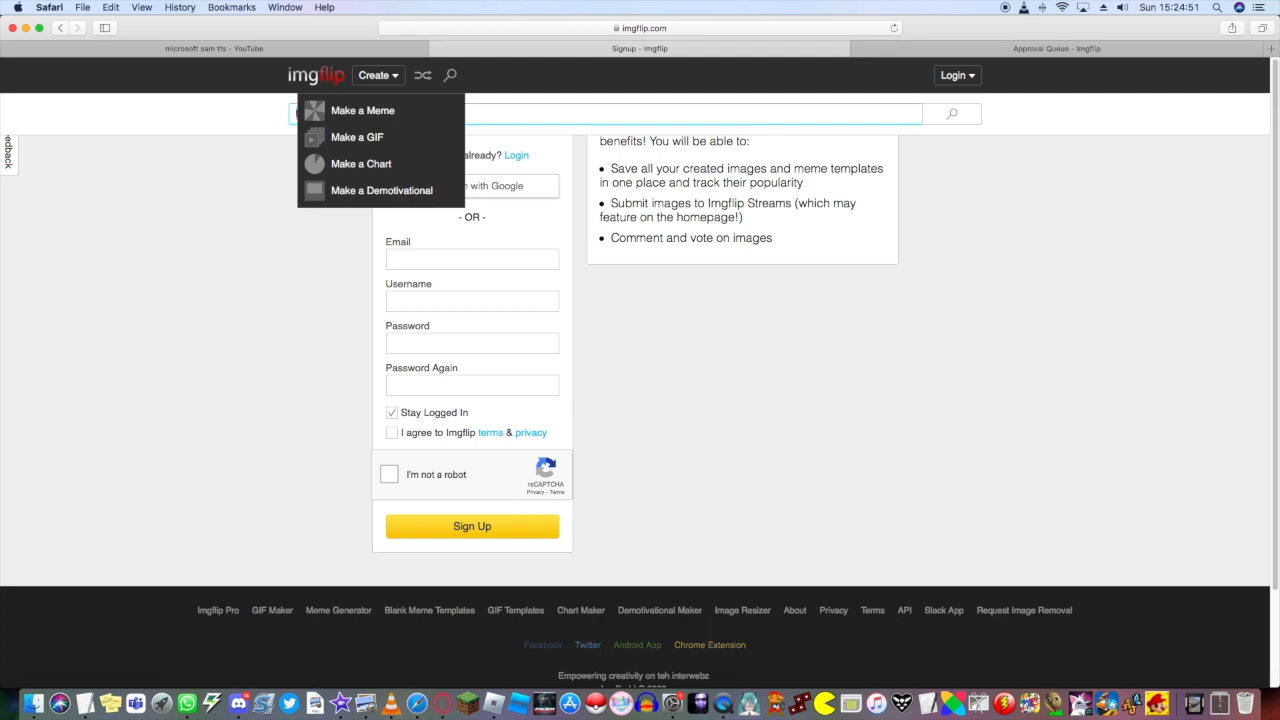 Safari File Edit View History Bookmarks Window Help
Sun 15:24:51
imgflip.com
microsoft sam tts - YouTube
Signup - Imgflip
Approval Queue - Imgflip
imgflip
Create
Login
Make a Meme
Make a GIF
Make a Chart
Make a Demotivational
edback
already? Login
with Google
- OR -
Email
Username
Password
Password Again
Stay Logged In
I agree to Imgflip terms & privacy
I'm not a robot
reCAPTCHA
Privacy - Terms
Sign Up
benefits! You will be able to:
• Save all your created images and meme templates
in one place and track their popularity
• Submit images to Imgflip Streams (which may
feature on the homepage!)
• Comment and vote on images
Imgflip Pro GIF Maker Meme Generator Blank Meme Templates GIF Templates Chart Maker Demotivational Maker Image Resizer About Privacy Terms API Slack App Request Image Removal
Facebook Twitter Android App Chrome Extension
Empowering creativity on teh interwebz